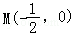 M(-1/2, 0)